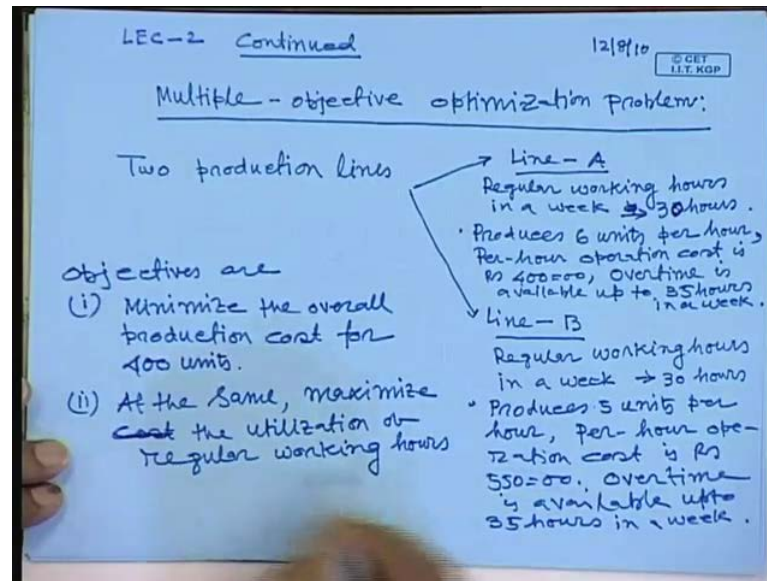 LEC-2 Continued
12/8/10
© CET
I.I.T. KGP
Multiple-objective optimization problem:
Two production lines
Line-A
Regular working hours
in a week → 30 hours.
• Produces 6 units per hour,
Per-hour operation cost is
RS 400=00, overtime is
available up to 35 hours
in a week.
objectives are
(i) Minimize the overall
production cost for
400 units.
(ii) At the same, maximize
cost the utilization of
regular working hours
Line-B
Regular working hours
in a week → 30 hours
• Produces 5 units per
hour, Per-hour ope-
ration cost is RS
550=00. Overtime
is available upto
35 hours in a week.